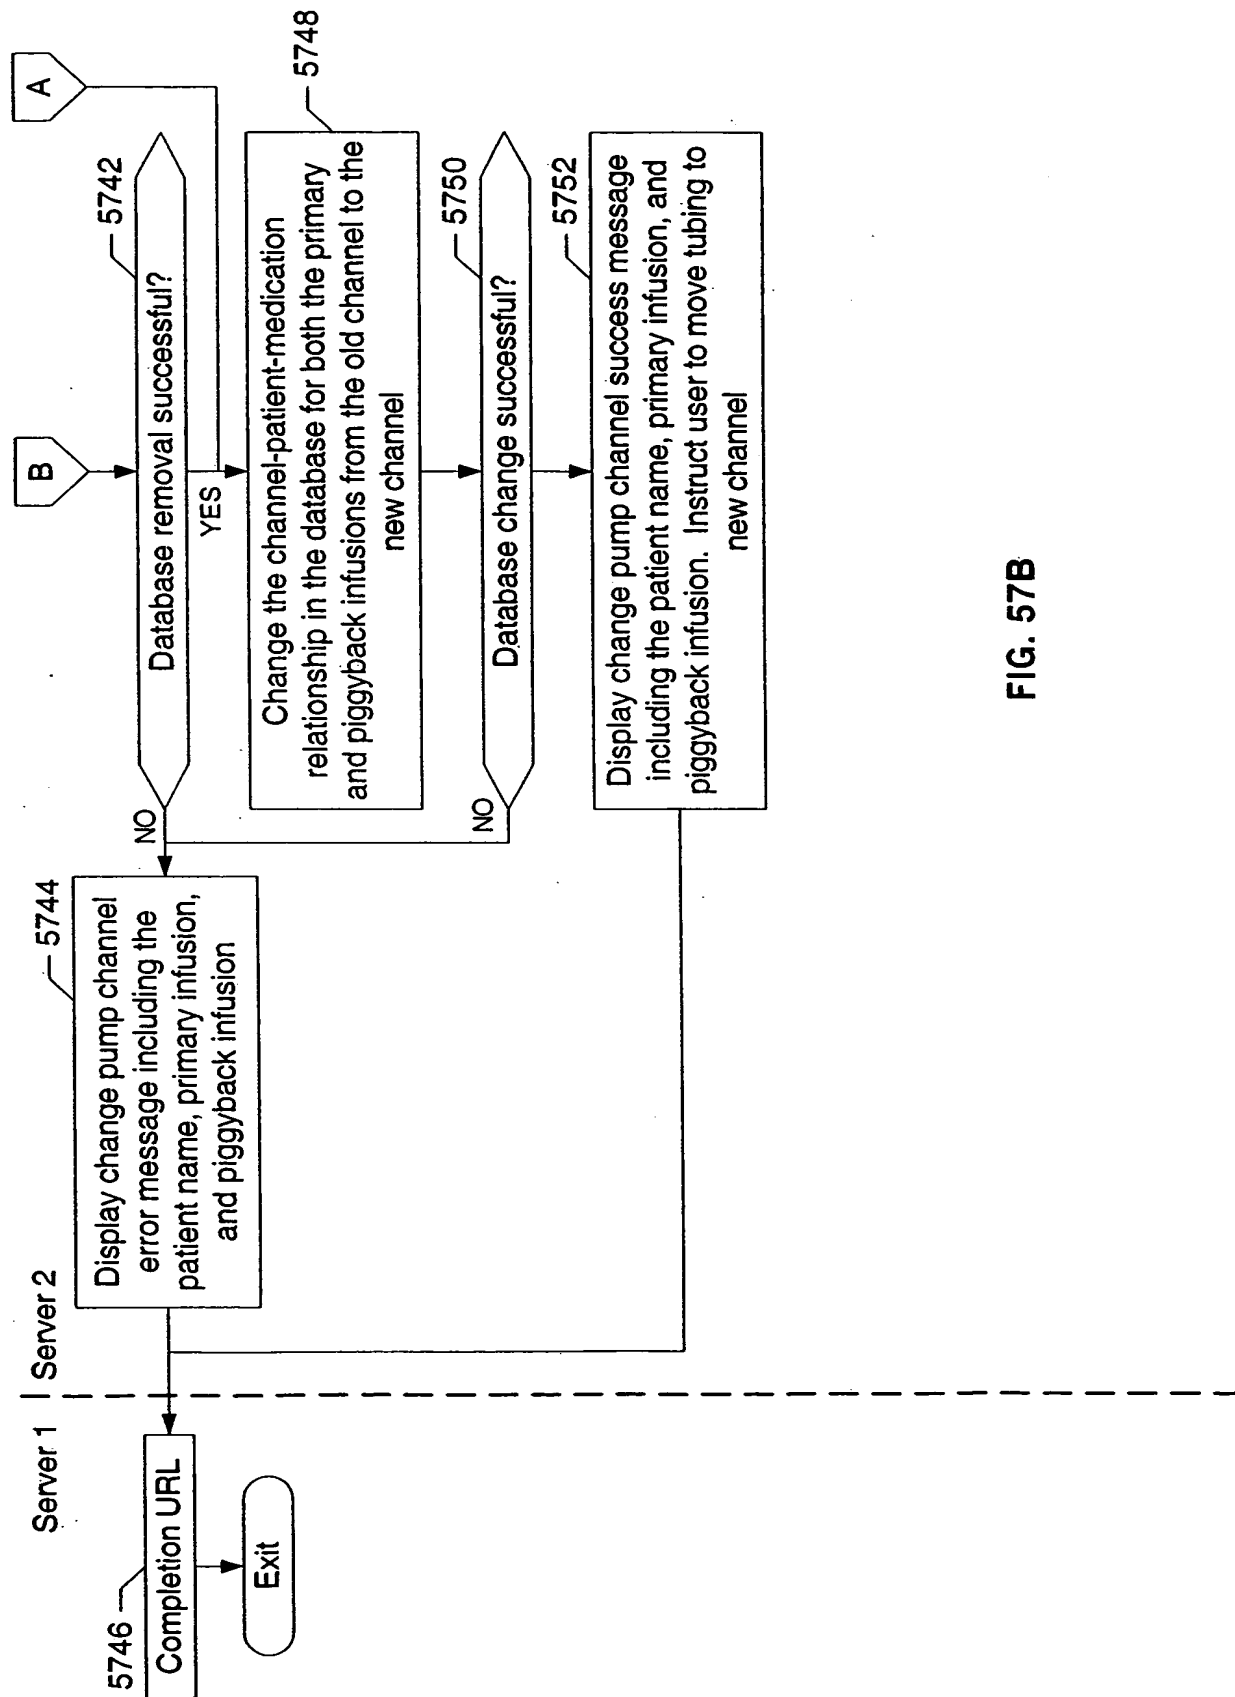 Server 1
Server 2
B
A
5742
Database removal successful?
YES
NO
5744
Display change pump channel
error message including the
patient name, primary infusion,
and piggyback infusion
5746
Completion URL
Exit
5748
Change the channel-patient-medication
relationship in the database for both the primary
and piggyback infusions from the old channel to the
new channel
5750
Database change successful?
NO
5752
Display change pump channel success message
including the patient name, primary infusion, and
piggyback infusion. Instruct user to move tubing to
new channel
FIG. 57B